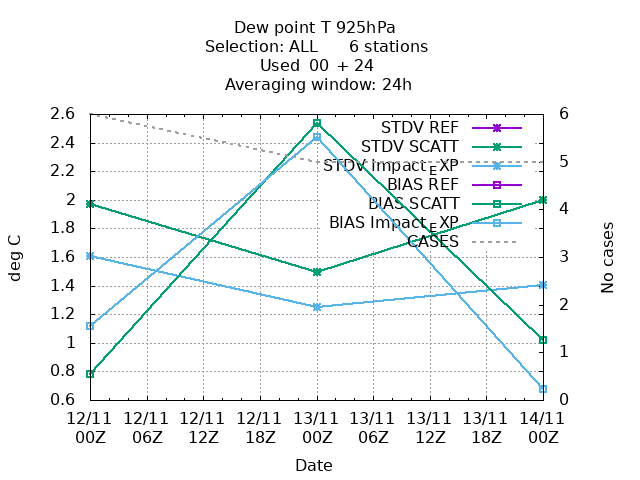 Dew point T 925hPa
Selection: ALL 6 stations
Used 00 + 24
Averaging window: 24h
2.6
2.4
2.2
2
1.8
1.6
1.4
1.2
1
0.8
0.6
deg C
6
5
4
3
2
1
0
No cases
STDV REF
STDV SCATT
STDV Impact_EXP
BIAS REF
BIAS SCATT
BIAS Impact_EXP
CASES
12/11 12/11 12/11 12/11 13/11 13/11 13/11 13/11 14/11
00Z 06Z 12Z 18Z 00Z 06Z 12Z 18Z 00Z
Date